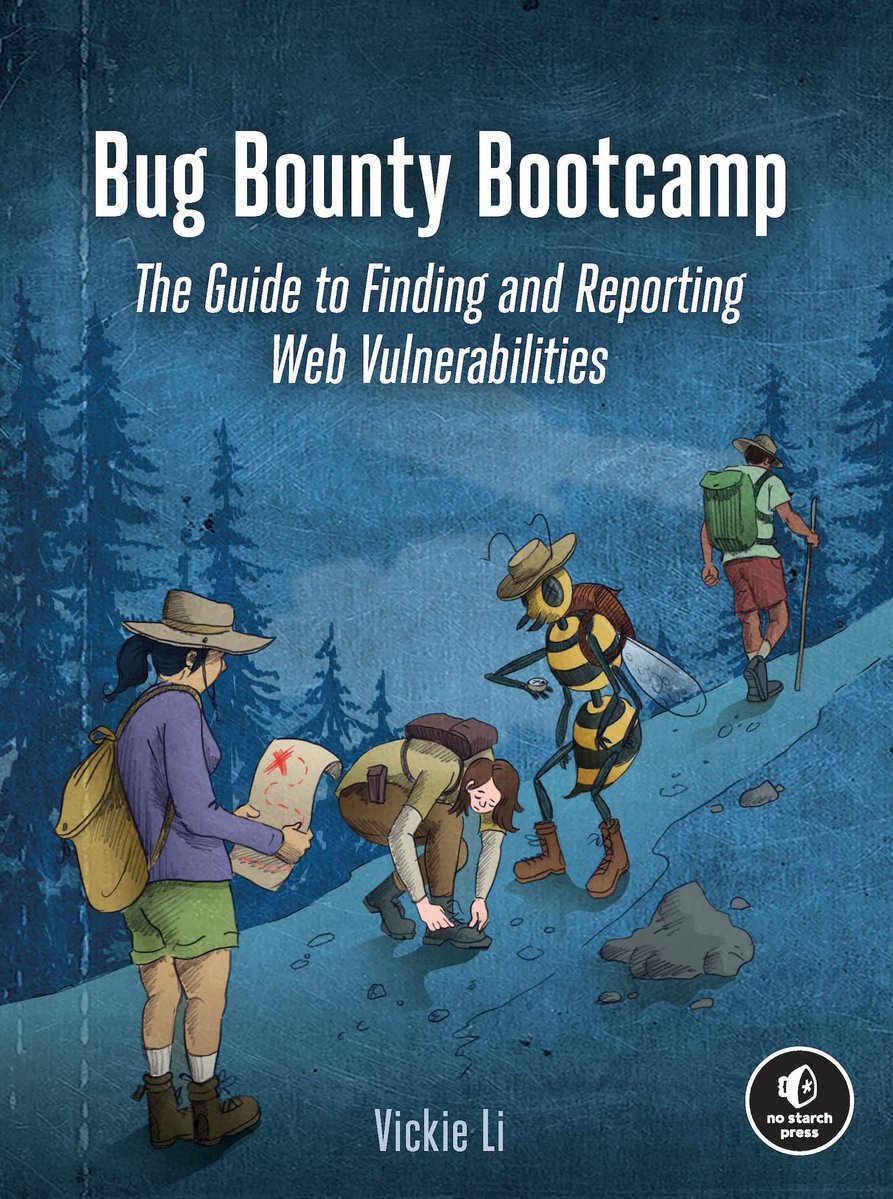 Bug Bounty Bootcamp
The Guide to Finding and Reporting
Web Vulnerabilities
Vickie Li
no starch
press